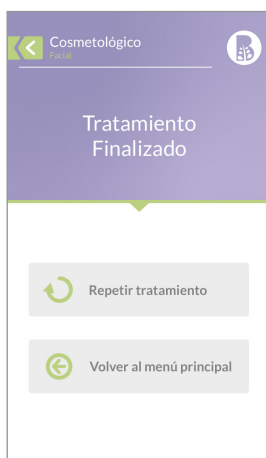 Cosmetológico
Facial
Tratamiento
Finalizado
Repetir tratamiento
Volver al menú principal